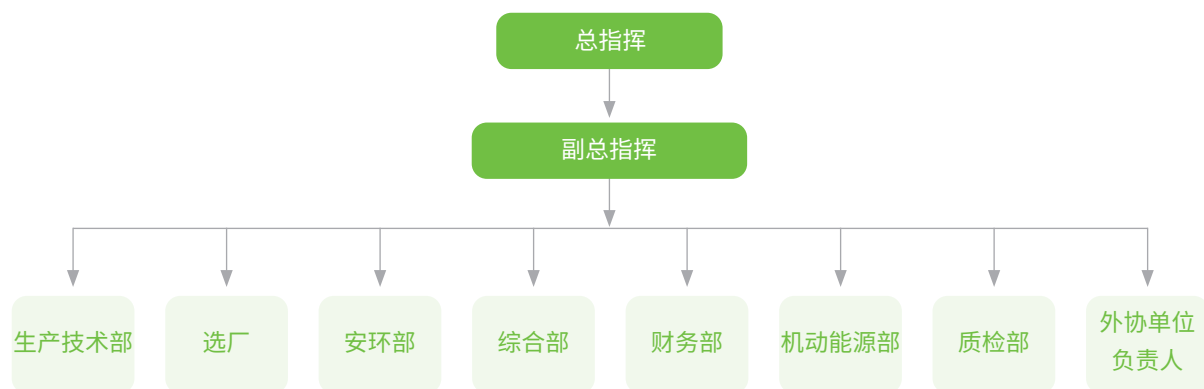 总指挥
副总指挥
生产技术部
选厂
安环部
综合部
财务部
机动能源部
质检部
外协单位
负责人